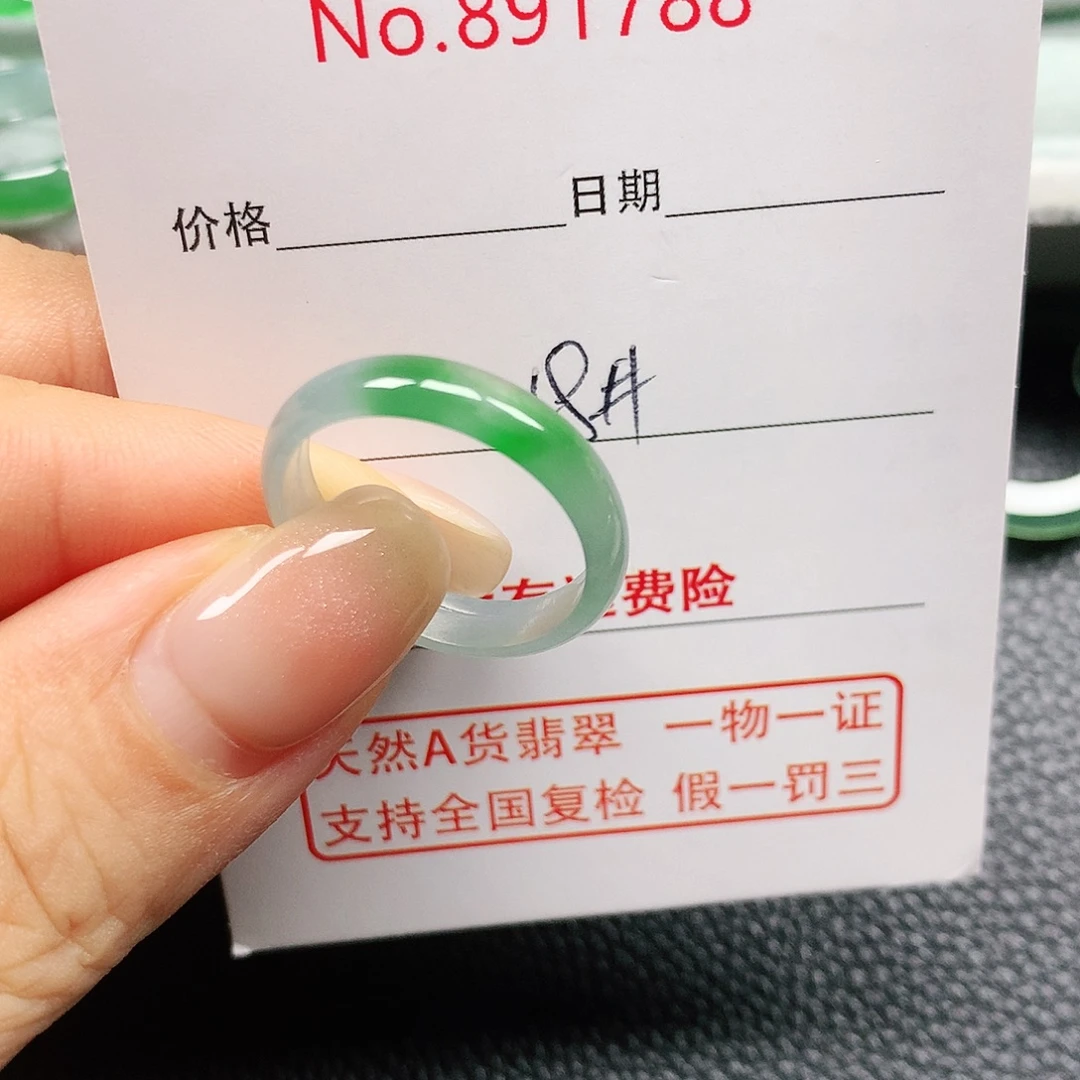 No.891788
价格 日期
费险
天然A货翡翠 一物一证
支持全国复检 假一罚三